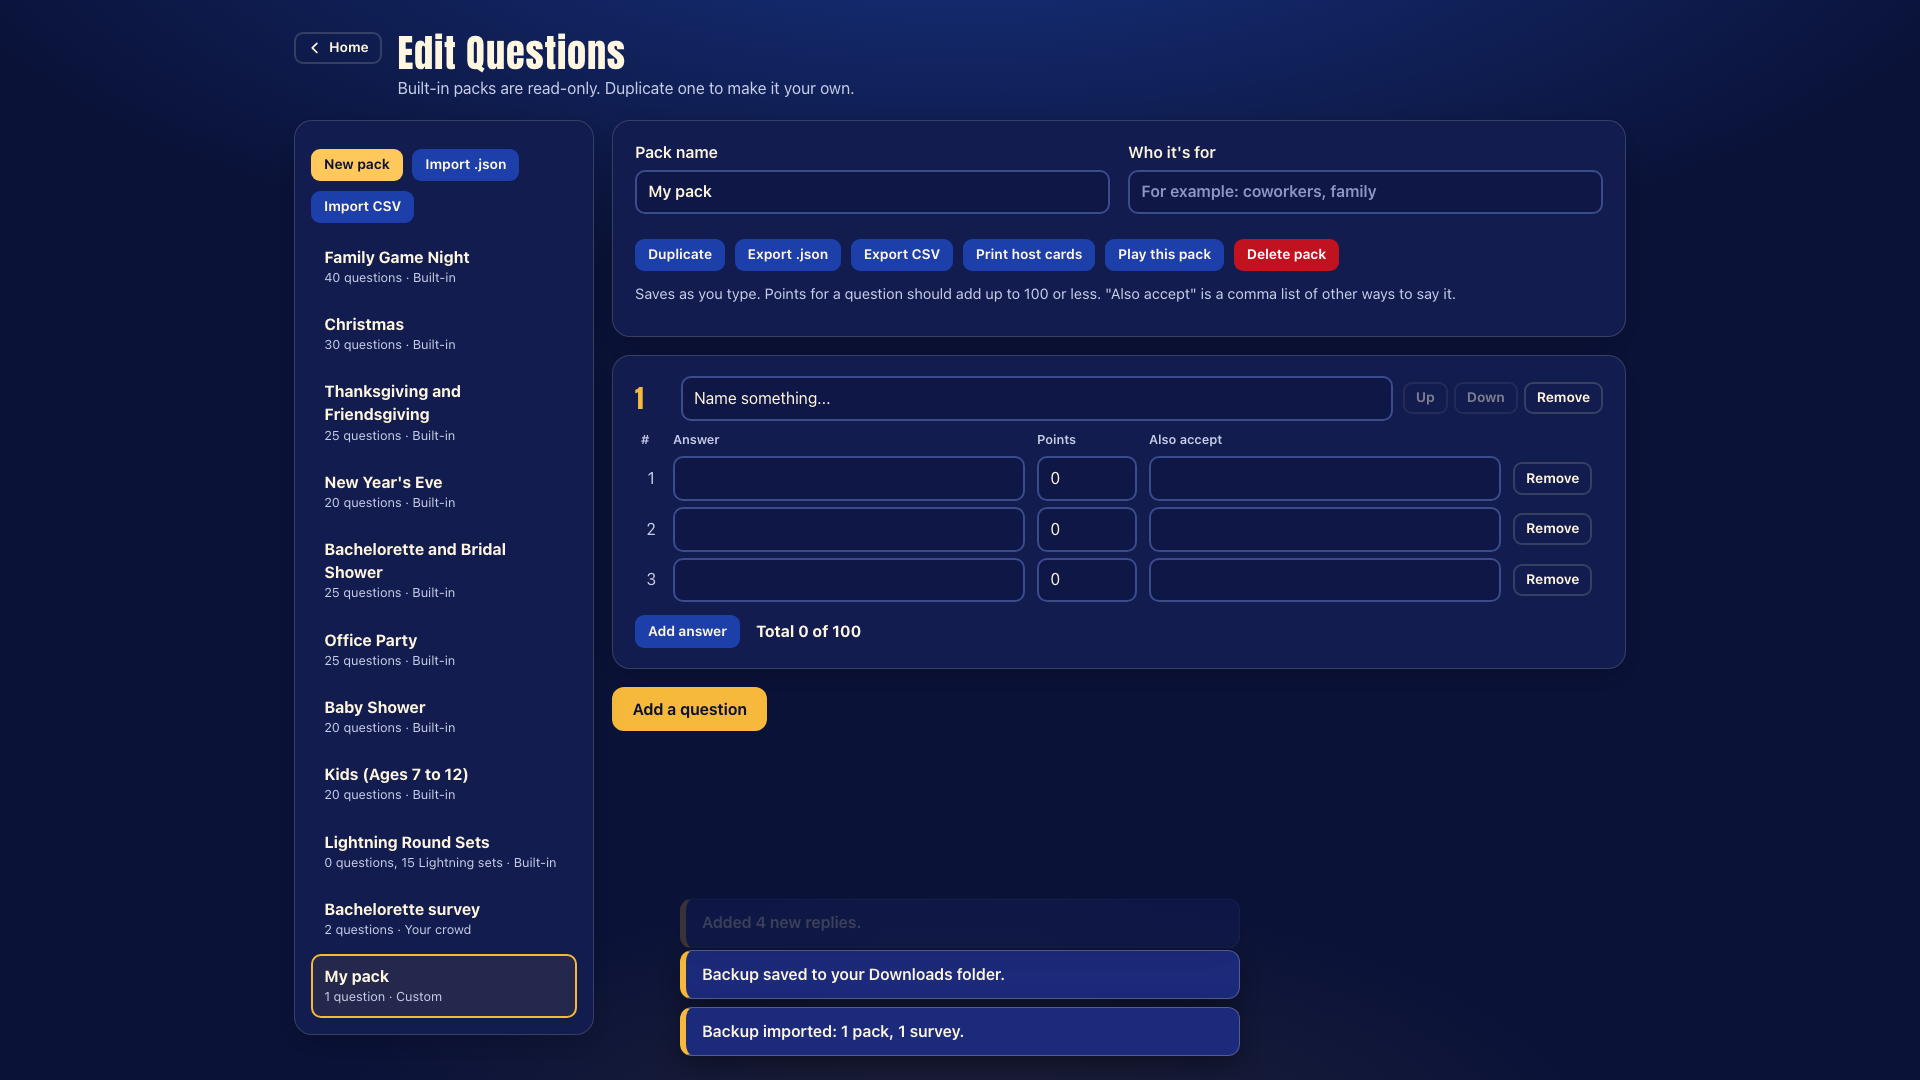 Home
Edit Questions
Built-in packs are read-only. Duplicate one to make it your own.
New pack
Import .json
Import CSV
Family Game Night
40 questions · Built-in
Christmas
30 questions · Built-in
Thanksgiving and
Friendsgiving
25 questions · Built-in
New Year's Eve
20 questions · Built-in
Bachelorette and Bridal
Shower
25 questions · Built-in
Office Party
25 questions · Built-in
Baby Shower
20 questions · Built-in
Kids (Ages 7 to 12)
20 questions · Built-in
Lightning Round Sets
0 questions, 15 Lightning sets · Built-in
Bachelorette survey
2 questions · Your crowd
My pack
1 question · Custom
Pack name
Who it's for
My pack
For example: coworkers, family
Duplicate
Export .json
Export CSV
Print host cards
Play this pack
Delete pack
Saves as you type. Points for a question should add up to 100 or less. "Also accept" is a comma list of other ways to say it.
1
Name something...
Up
Down
Remove
# Answer Points Also accept
1 0 Remove
2 0 Remove
3 0 Remove
Add answer
Total 0 of 100
Add a question
Added 4 new replies.
Backup saved to your Downloads folder.
Backup imported: 1 pack, 1 survey.